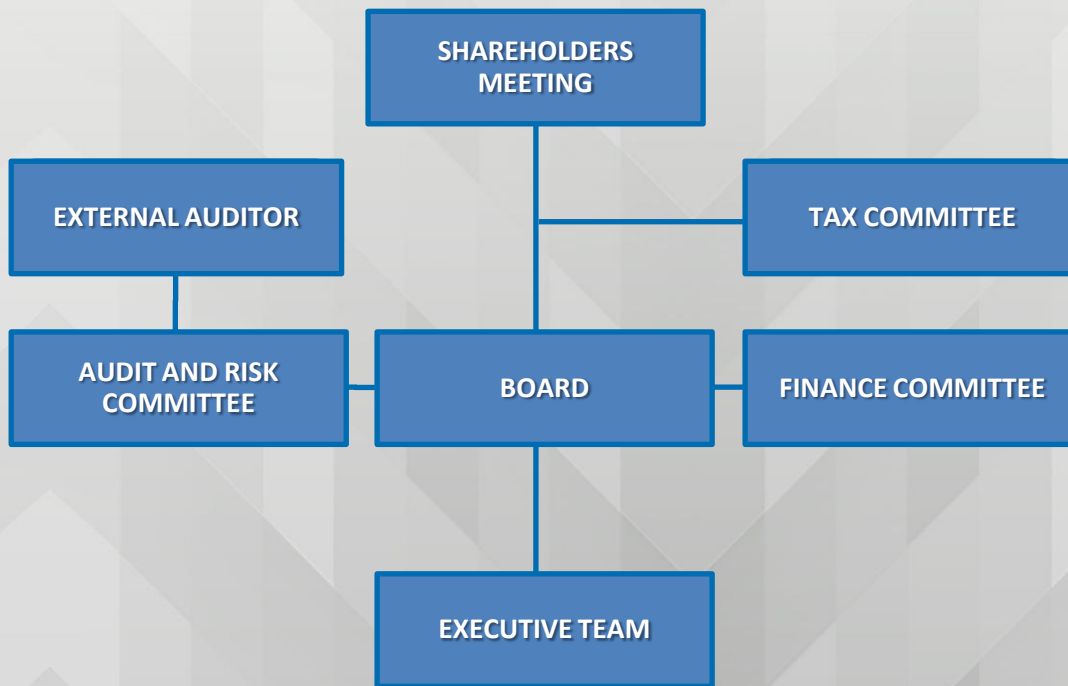 SHAREHOLDERS
MEETING
EXTERNAL AUDITOR
TAX COMMITTEE
AUDIT AND RISK
COMMITTEE
BOARD
FINANCE COMMITTEE
EXECUTIVE TEAM